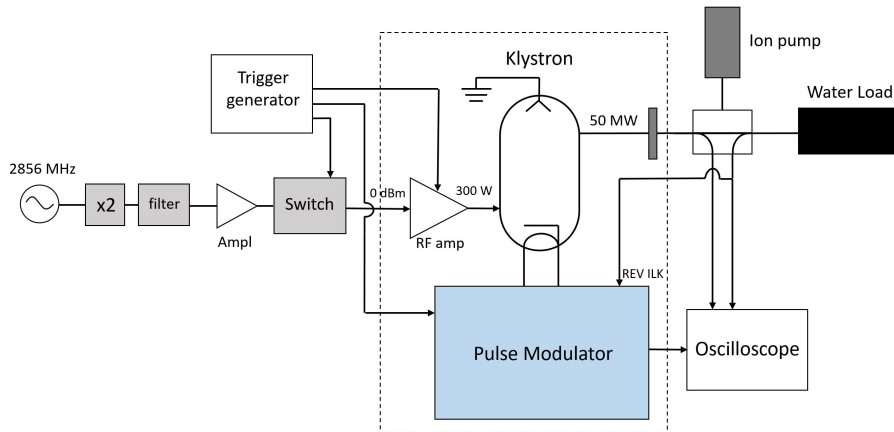 Ion pump
Klystron
Trigger
generator
Water Load
50 MW
2856 MHz
0 dBm
300 W
x2
filter
Switch
Ampl
RF amp
REV ILK
Pulse Modulator
Oscilloscope